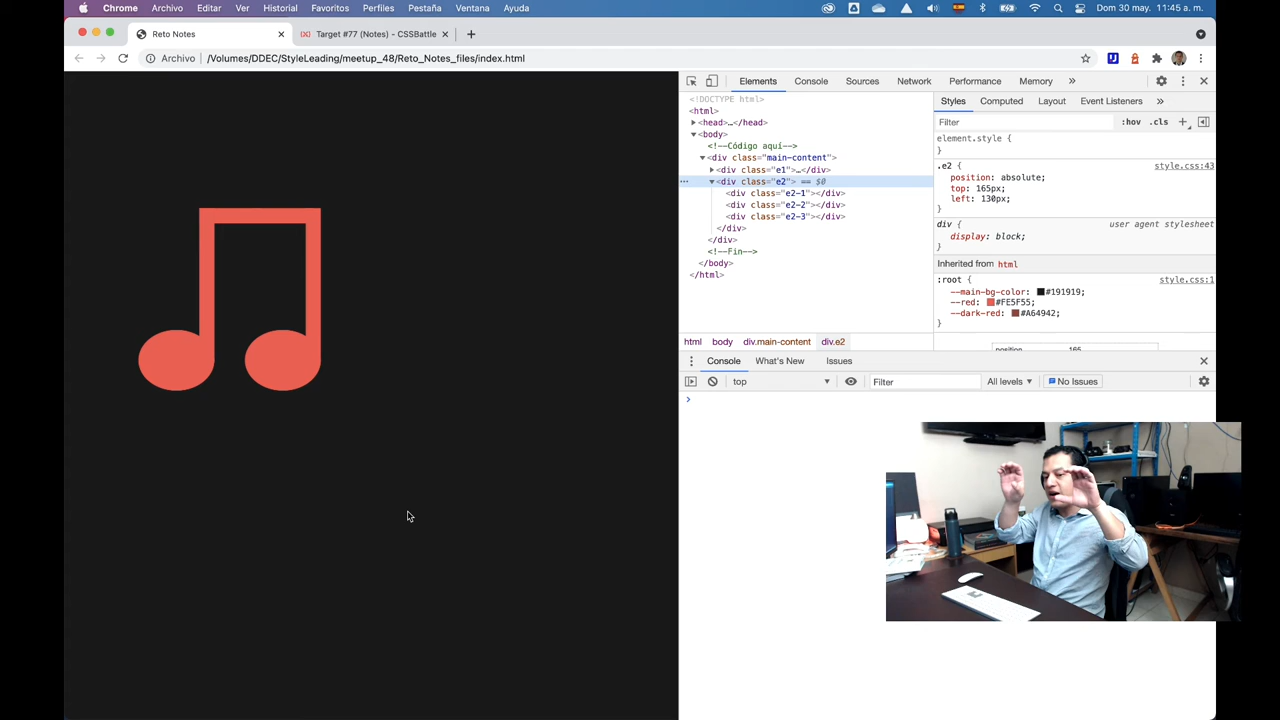 Chrome Archivo Editar Ver Historial Favoritos Perfiles Pestaña Ventana Ayuda Dom 30 may. 11:45 a. m.
Reto Notes Target #77 (Notes) - CSSBattle
Archivo /Volumes/DDEC/StyleLeading/meetup_48/Reto_Notes_files/index.html
Elements Console Sources Network Performance Memory »
<!DOCTYPE html>
<html>
<head>…</head>
<body>
<!--Código aquí-->
<div class="main-content">
<div class="e1">…</div>
<div class="e2"> == $0
<div class="e2-1"></div>
<div class="e2-2"></div>
<div class="e2-3"></div>
</div>
</div>
<!--Fin-->
</body>
</html>
html body div.main-content div.e2
Styles Computed Layout Event Listeners »
Filter :hov .cls +
element.style {
}
.e2 { style.css:43
position: absolute;
top: 165px;
left: 130px;
}
div { user agent stylesheet
display: block;
}
Inherited from html
:root { style.css:1
--main-bg-color: #191919;
--red: #FE5F55;
--dark-red: #A64942;
}
position 165
Console What's New Issues
top Filter All levels No Issues